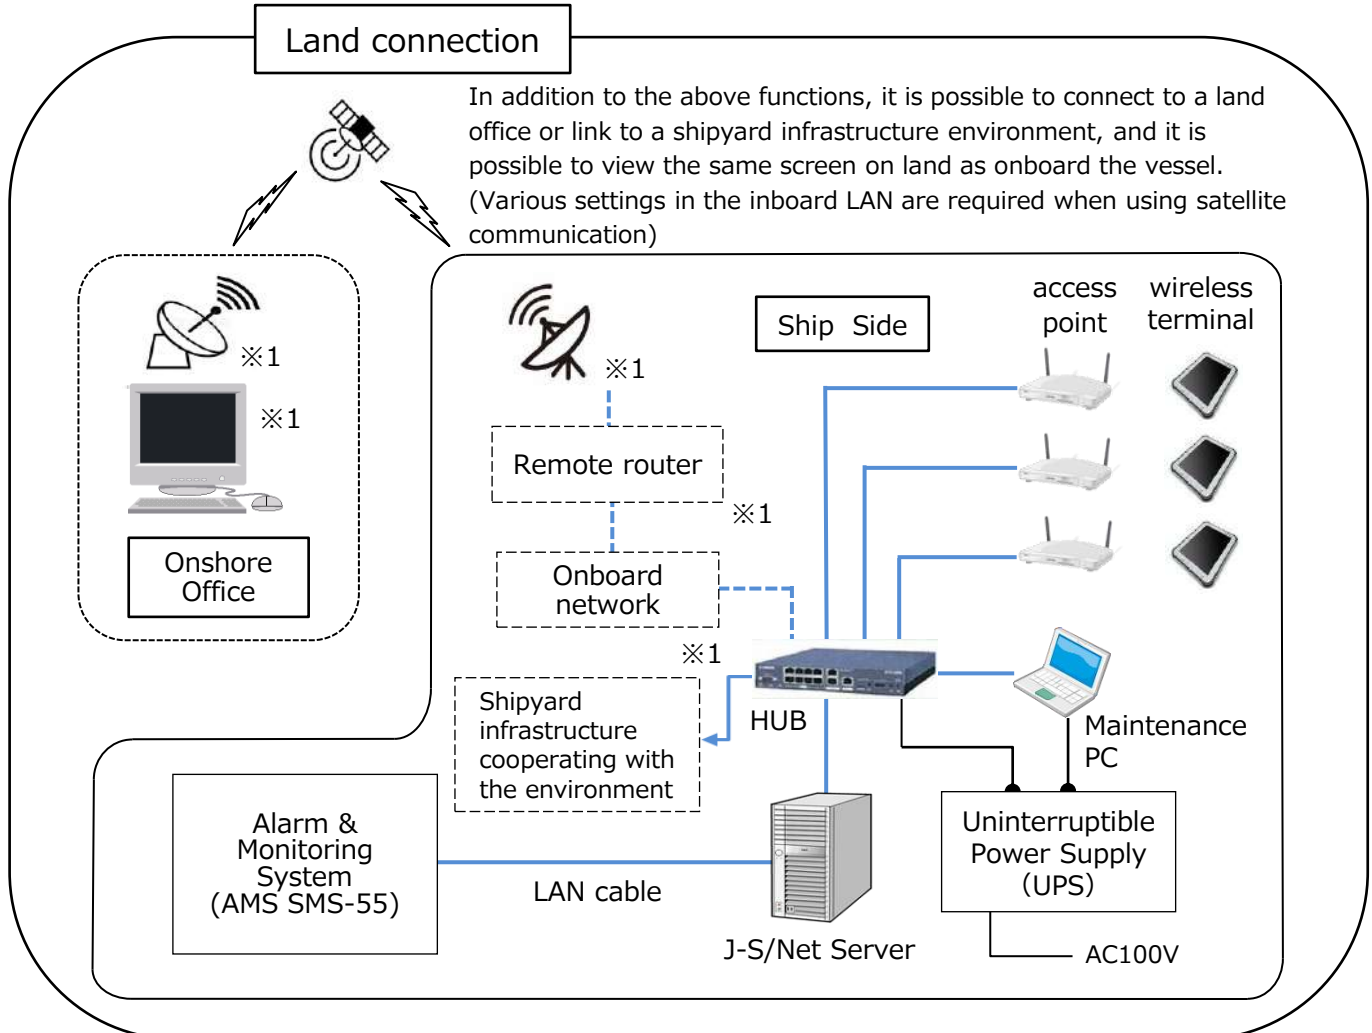 Land connection
In addition to the above functions, it is possible to connect to a land
office or link to a shipyard infrastructure environment, and it is
possible to view the same screen on land as onboard the vessel.
(Various settings in the inboard LAN are required when using satellite
communication)
※1
※1
Onshore
Office
Ship Side
access
point
wireless
terminal
※1
Remote router
※1
Onboard
network
※1
Shipyard
infrastructure
cooperating with
the environment
HUB
Maintenance
PC
Alarm &
Monitoring
System
(AMS SMS-55)
LAN cable
J-S/Net Server
Uninterruptible
Power Supply
(UPS)
AC100V